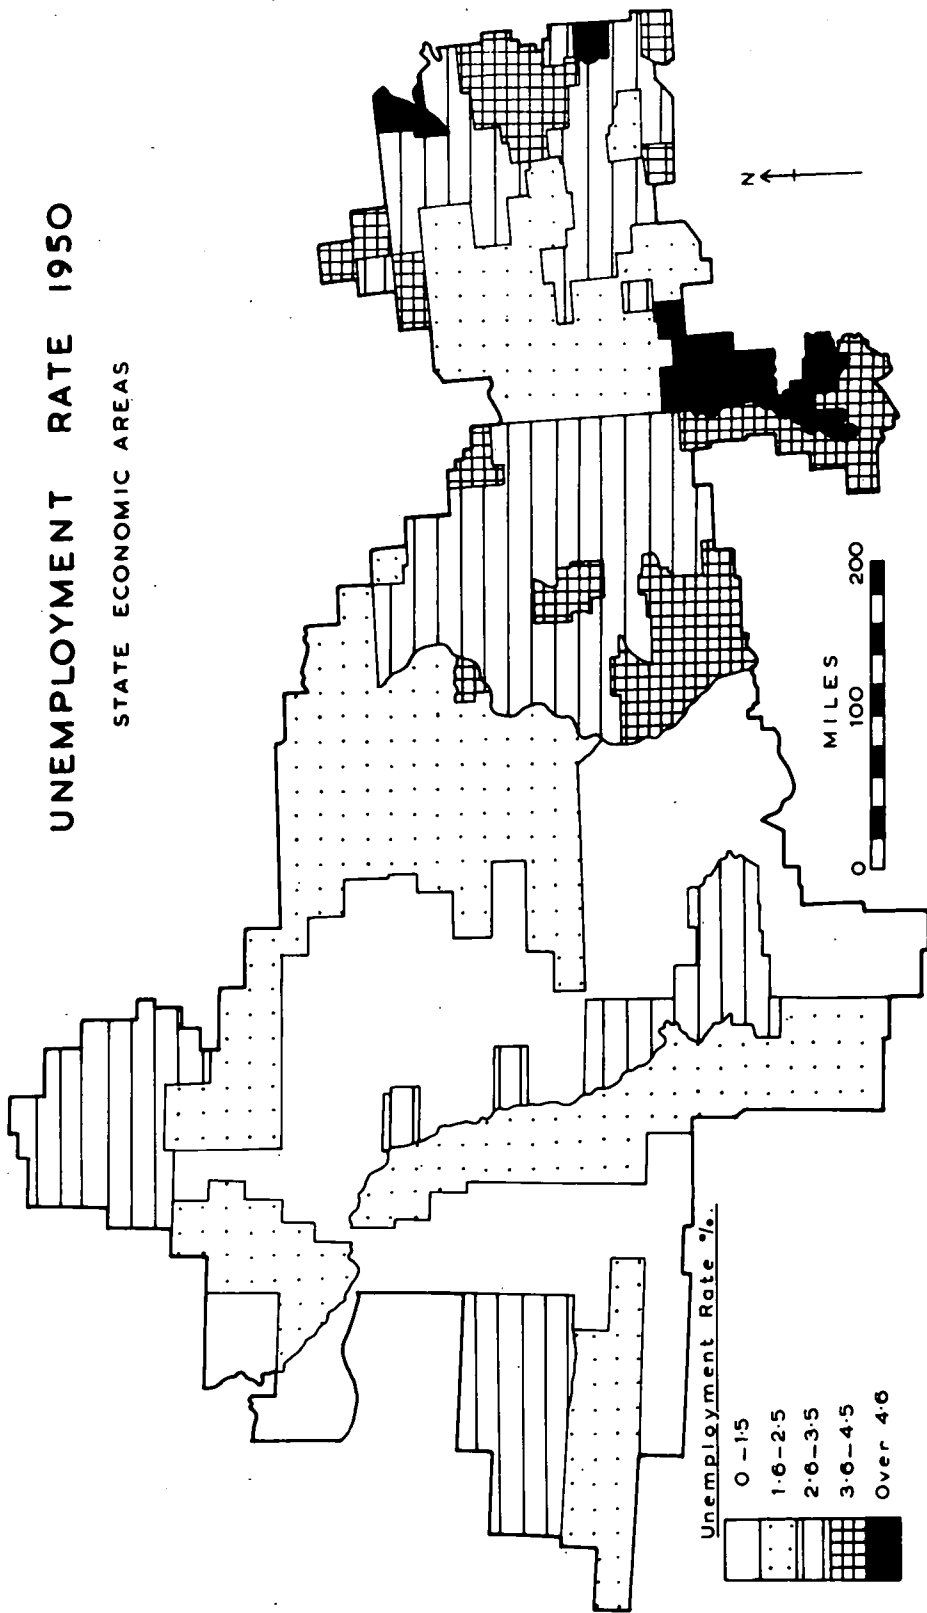 UNEMPLOYMENT RATE 1950
STATE ECONOMIC AREAS
N
MILES
0 100 200
Unemployment Rate %.
0 – 1·5
1·6 – 2·5
2·6 – 3·5
3·6 – 4·5
Over 4·6